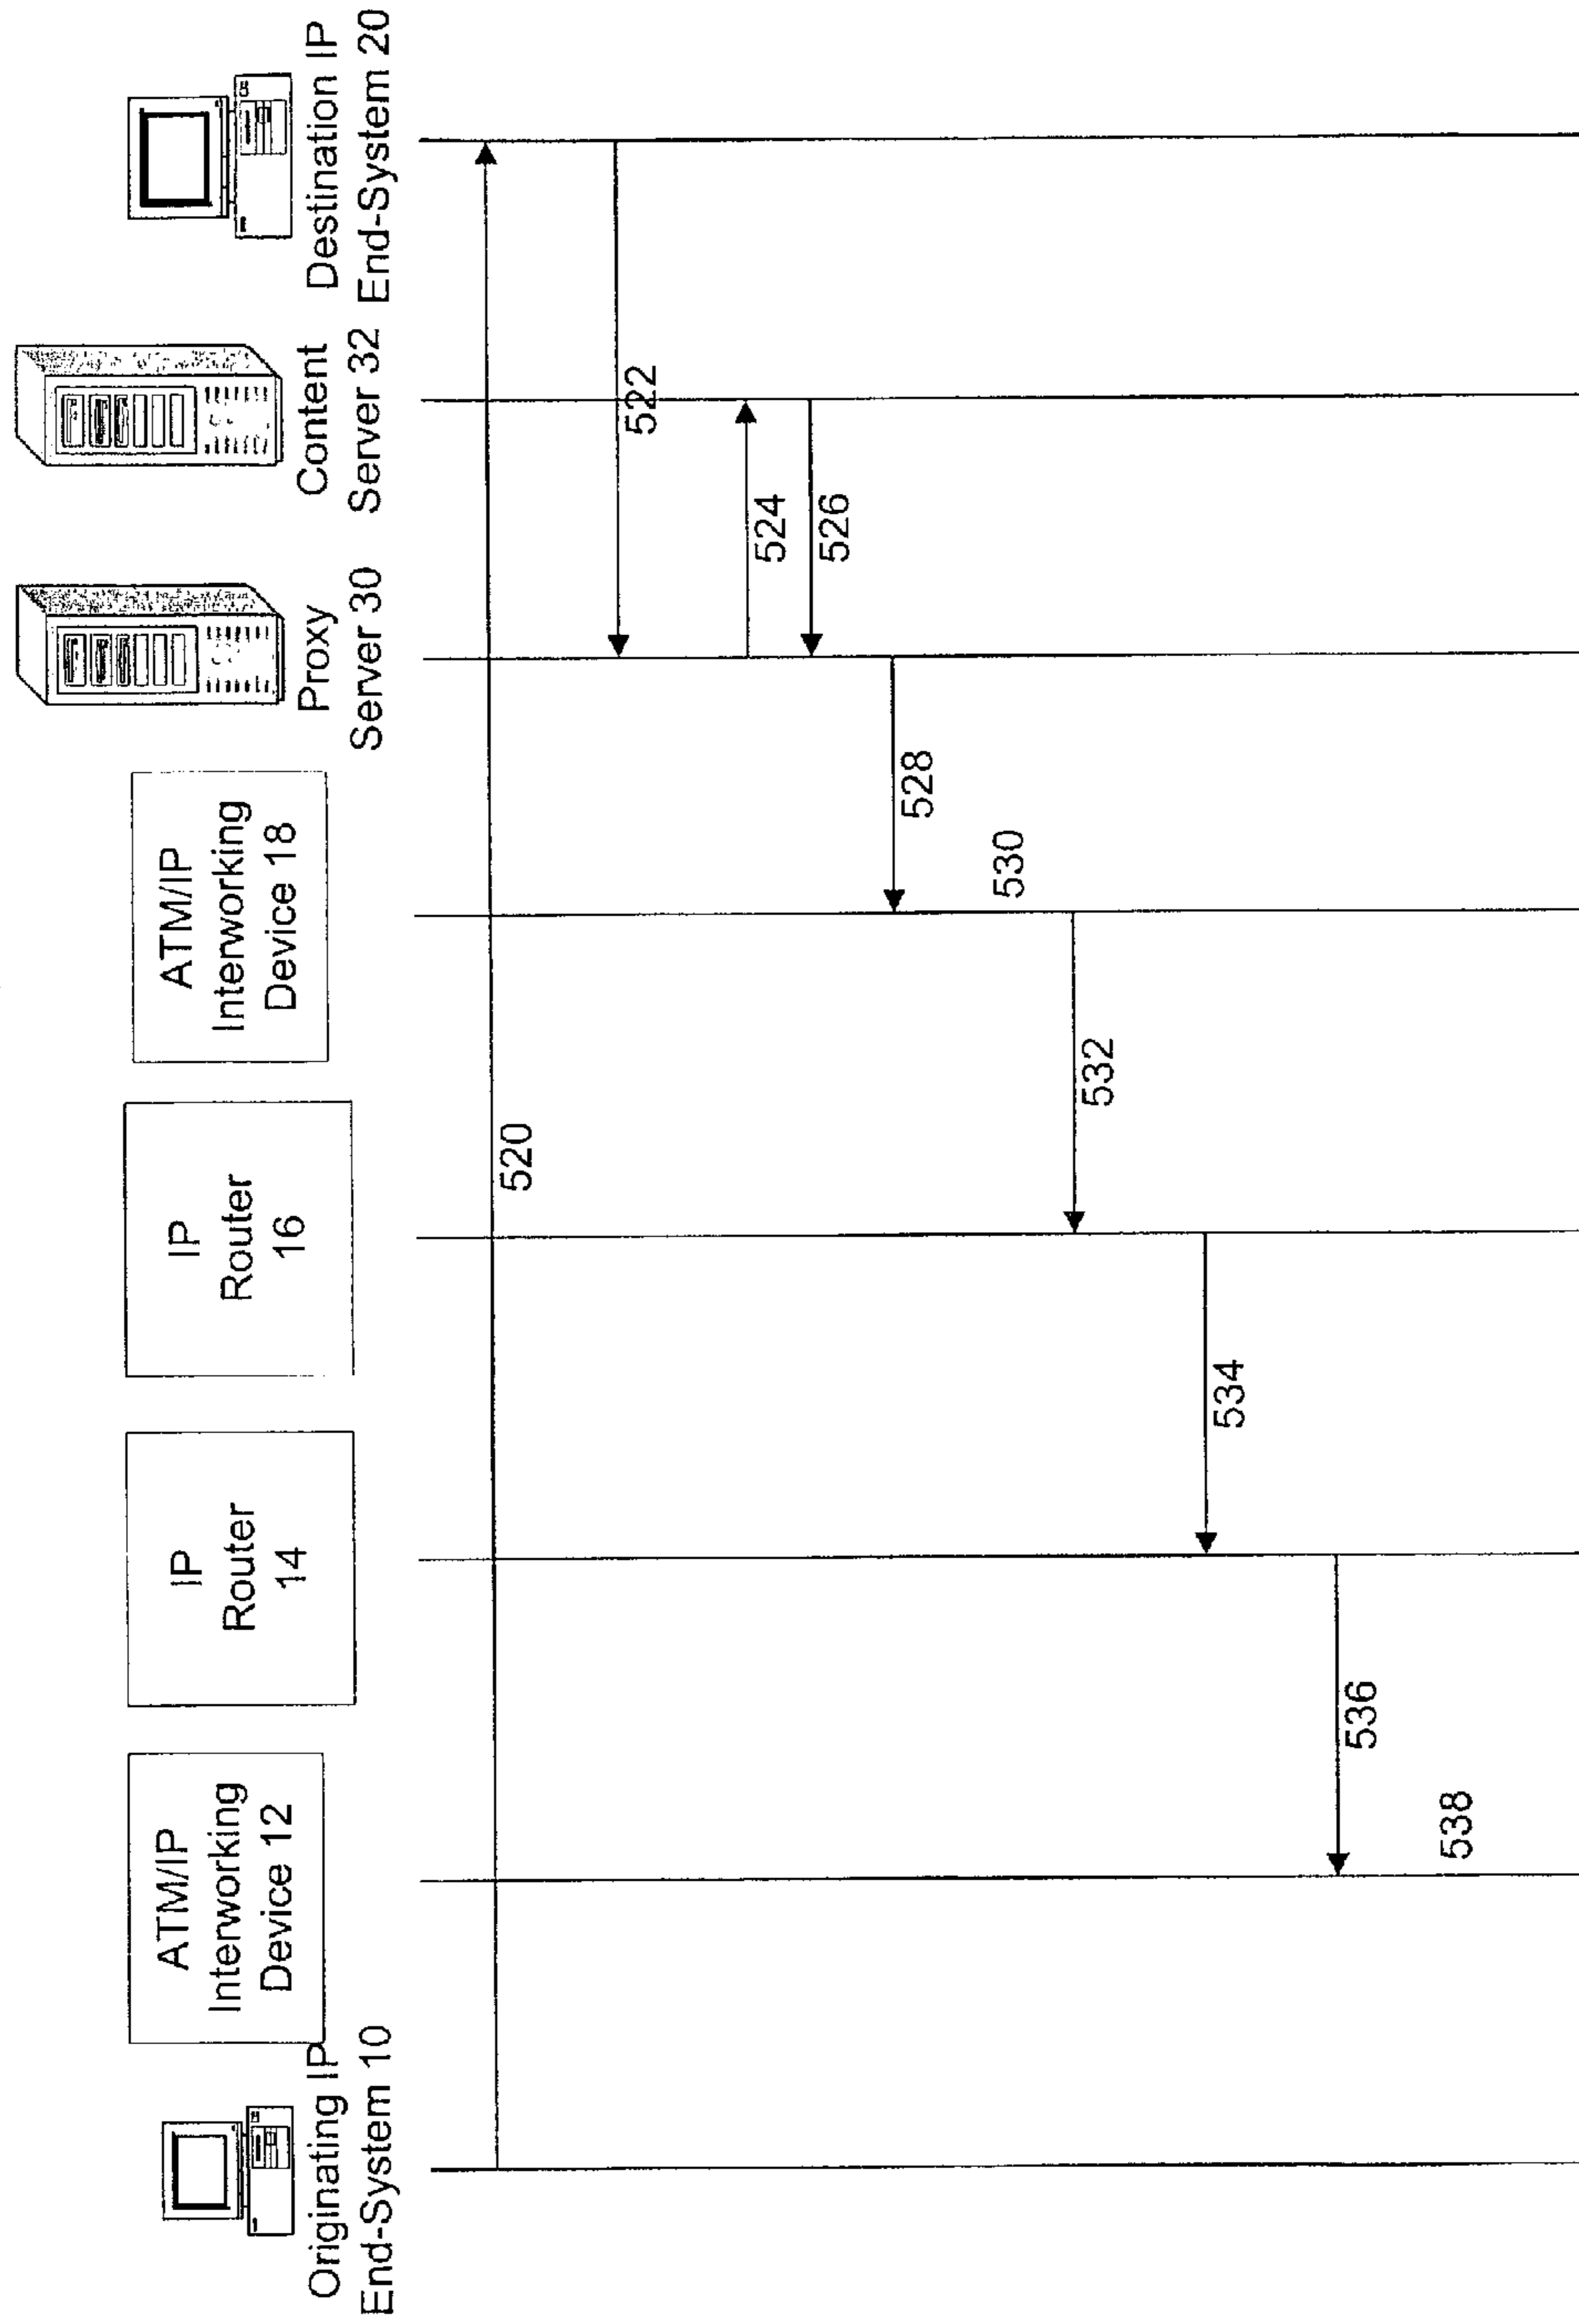 Originating IP
End-System 10
ATM/IP
Interworking
Device 12
IP
Router
14
IP
Router
16
ATM/IP
Interworking
Device 18
Proxy
Server 30
Content
Server 32
Destination IP
End-System 20
520
522
524
526
528
530
532
534
536
538